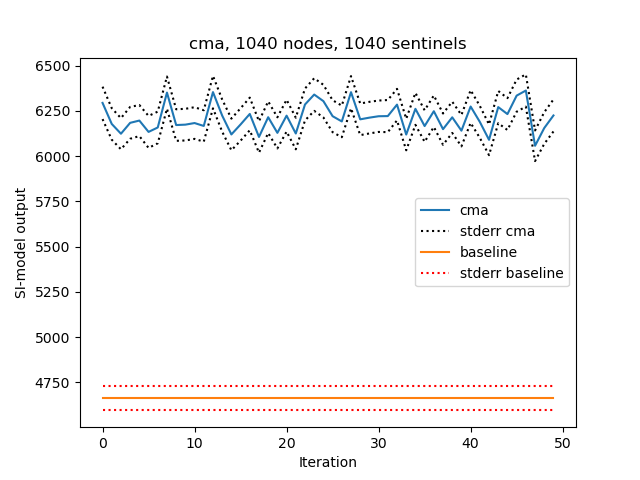 cma, 1040 nodes, 1040 sentinels
6500
6250
6000
5750
5500
5250
5000
4750
SI-model output
cma
stderr cma
baseline
stderr baseline
0
10
20
30
40
50
Iteration